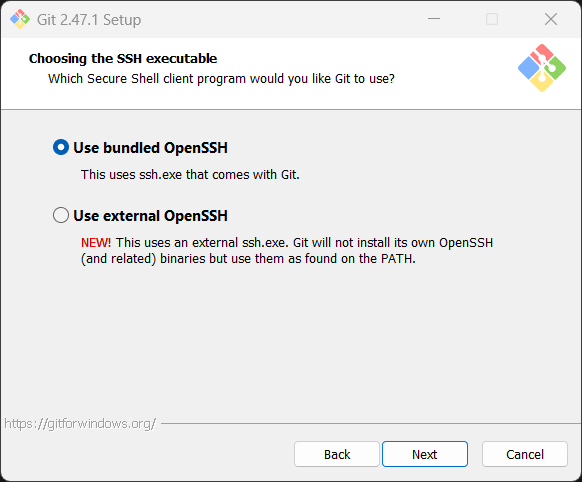 Git 2.47.1 Setup
Choosing the SSH executable
Which Secure Shell client program would you like Git to use?
Use bundled OpenSSH
This uses ssh.exe that comes with Git.
Use external OpenSSH
NEW! This uses an external ssh.exe. Git will not install its own OpenSSH
(and related) binaries but use them as found on the PATH.
https://gitforwindows.org/
Back Next Cancel